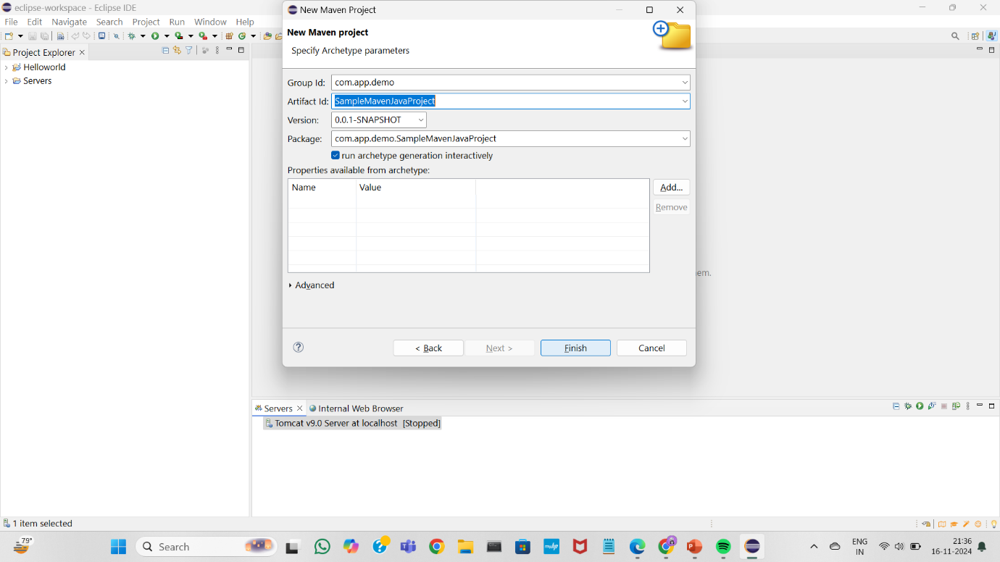 eclipse-workspace - Eclipse IDE
File Edit Navigate Search Project Run Window Help
Project Explorer
Helloworld
Servers
New Maven Project
New Maven project
Specify Archetype parameters
Group Id: com.app.demo
Artifact Id: SampleMavenJavaProject
Version: 0.0.1-SNAPSHOT
Package: com.app.demo.SampleMavenJavaProject
run archetype generation interactively
Properties available from archetype:
Name Value
Add...
Remove
Advanced
< Back Next > Finish Cancel
em.
Servers Internal Web Browser
Tomcat v9.0 Server at localhost [Stopped]
1 item selected
79°
Search
myhp
ENG
IN
21:36
16-11-2024